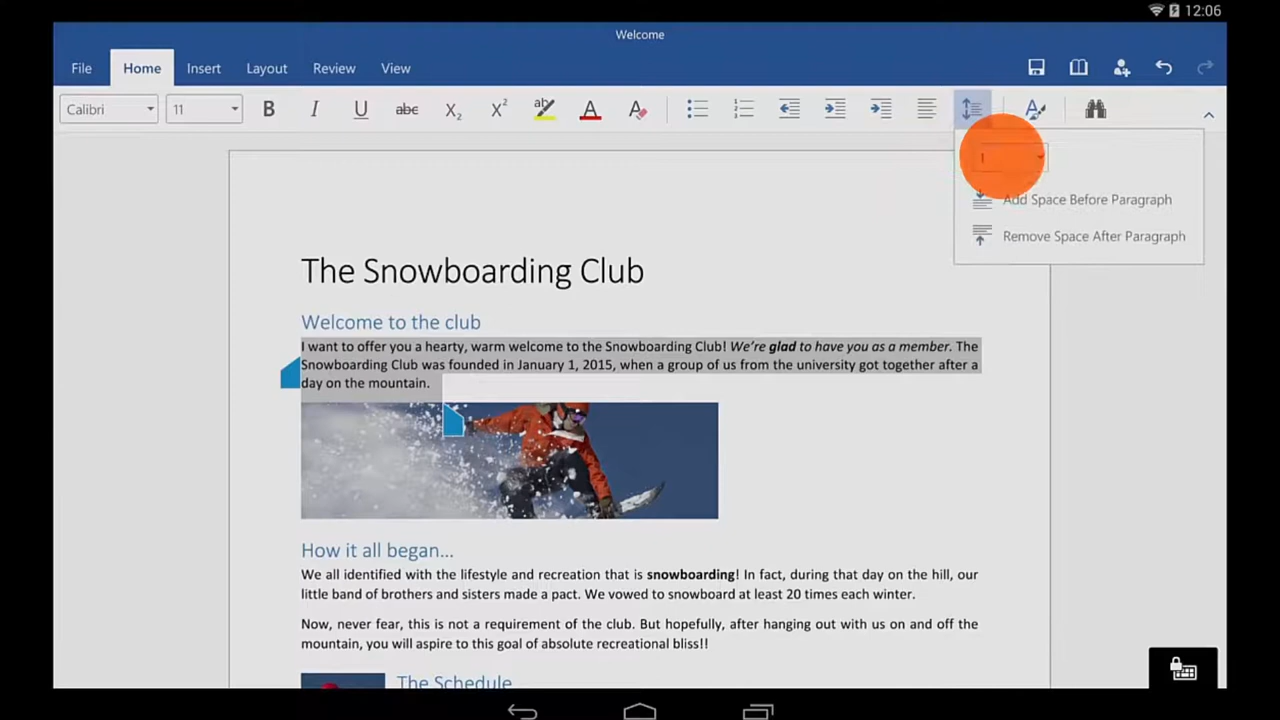 12:06
Welcome
File Home Insert Layout Review View
Calibri 11 B I U abc X₂ X² ab A A A
Add Space Before Paragraph
Remove Space After Paragraph
The Snowboarding Club
Welcome to the club
I want to offer you a hearty, warm welcome to the Snowboarding Club! We're glad to have you as a member. The
Snowboarding Club was founded in January 1, 2015, when a group of us from the university got together after a
day on the mountain.
How it all began...
We all identified with the lifestyle and recreation that is snowboarding! In fact, during that day on the hill, our
little band of brothers and sisters made a pact. We vowed to snowboard at least 20 times each winter.
Now, never fear, this is not a requirement of the club. But hopefully, after hanging out with us on and off the
mountain, you will aspire to this goal of absolute recreational bliss!!
The Schedule